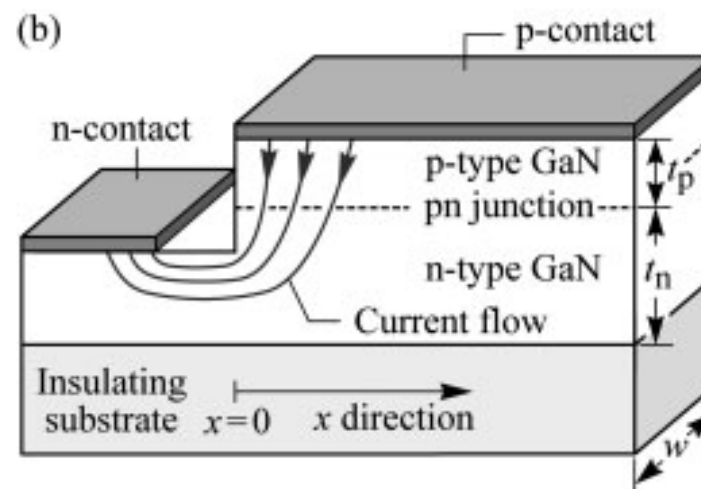 (b)
p-contact
n-contact
p-type GaN
tp
pn junction
n-type GaN
tn
Current flow
Insulating
substrate
x=0
x direction
w